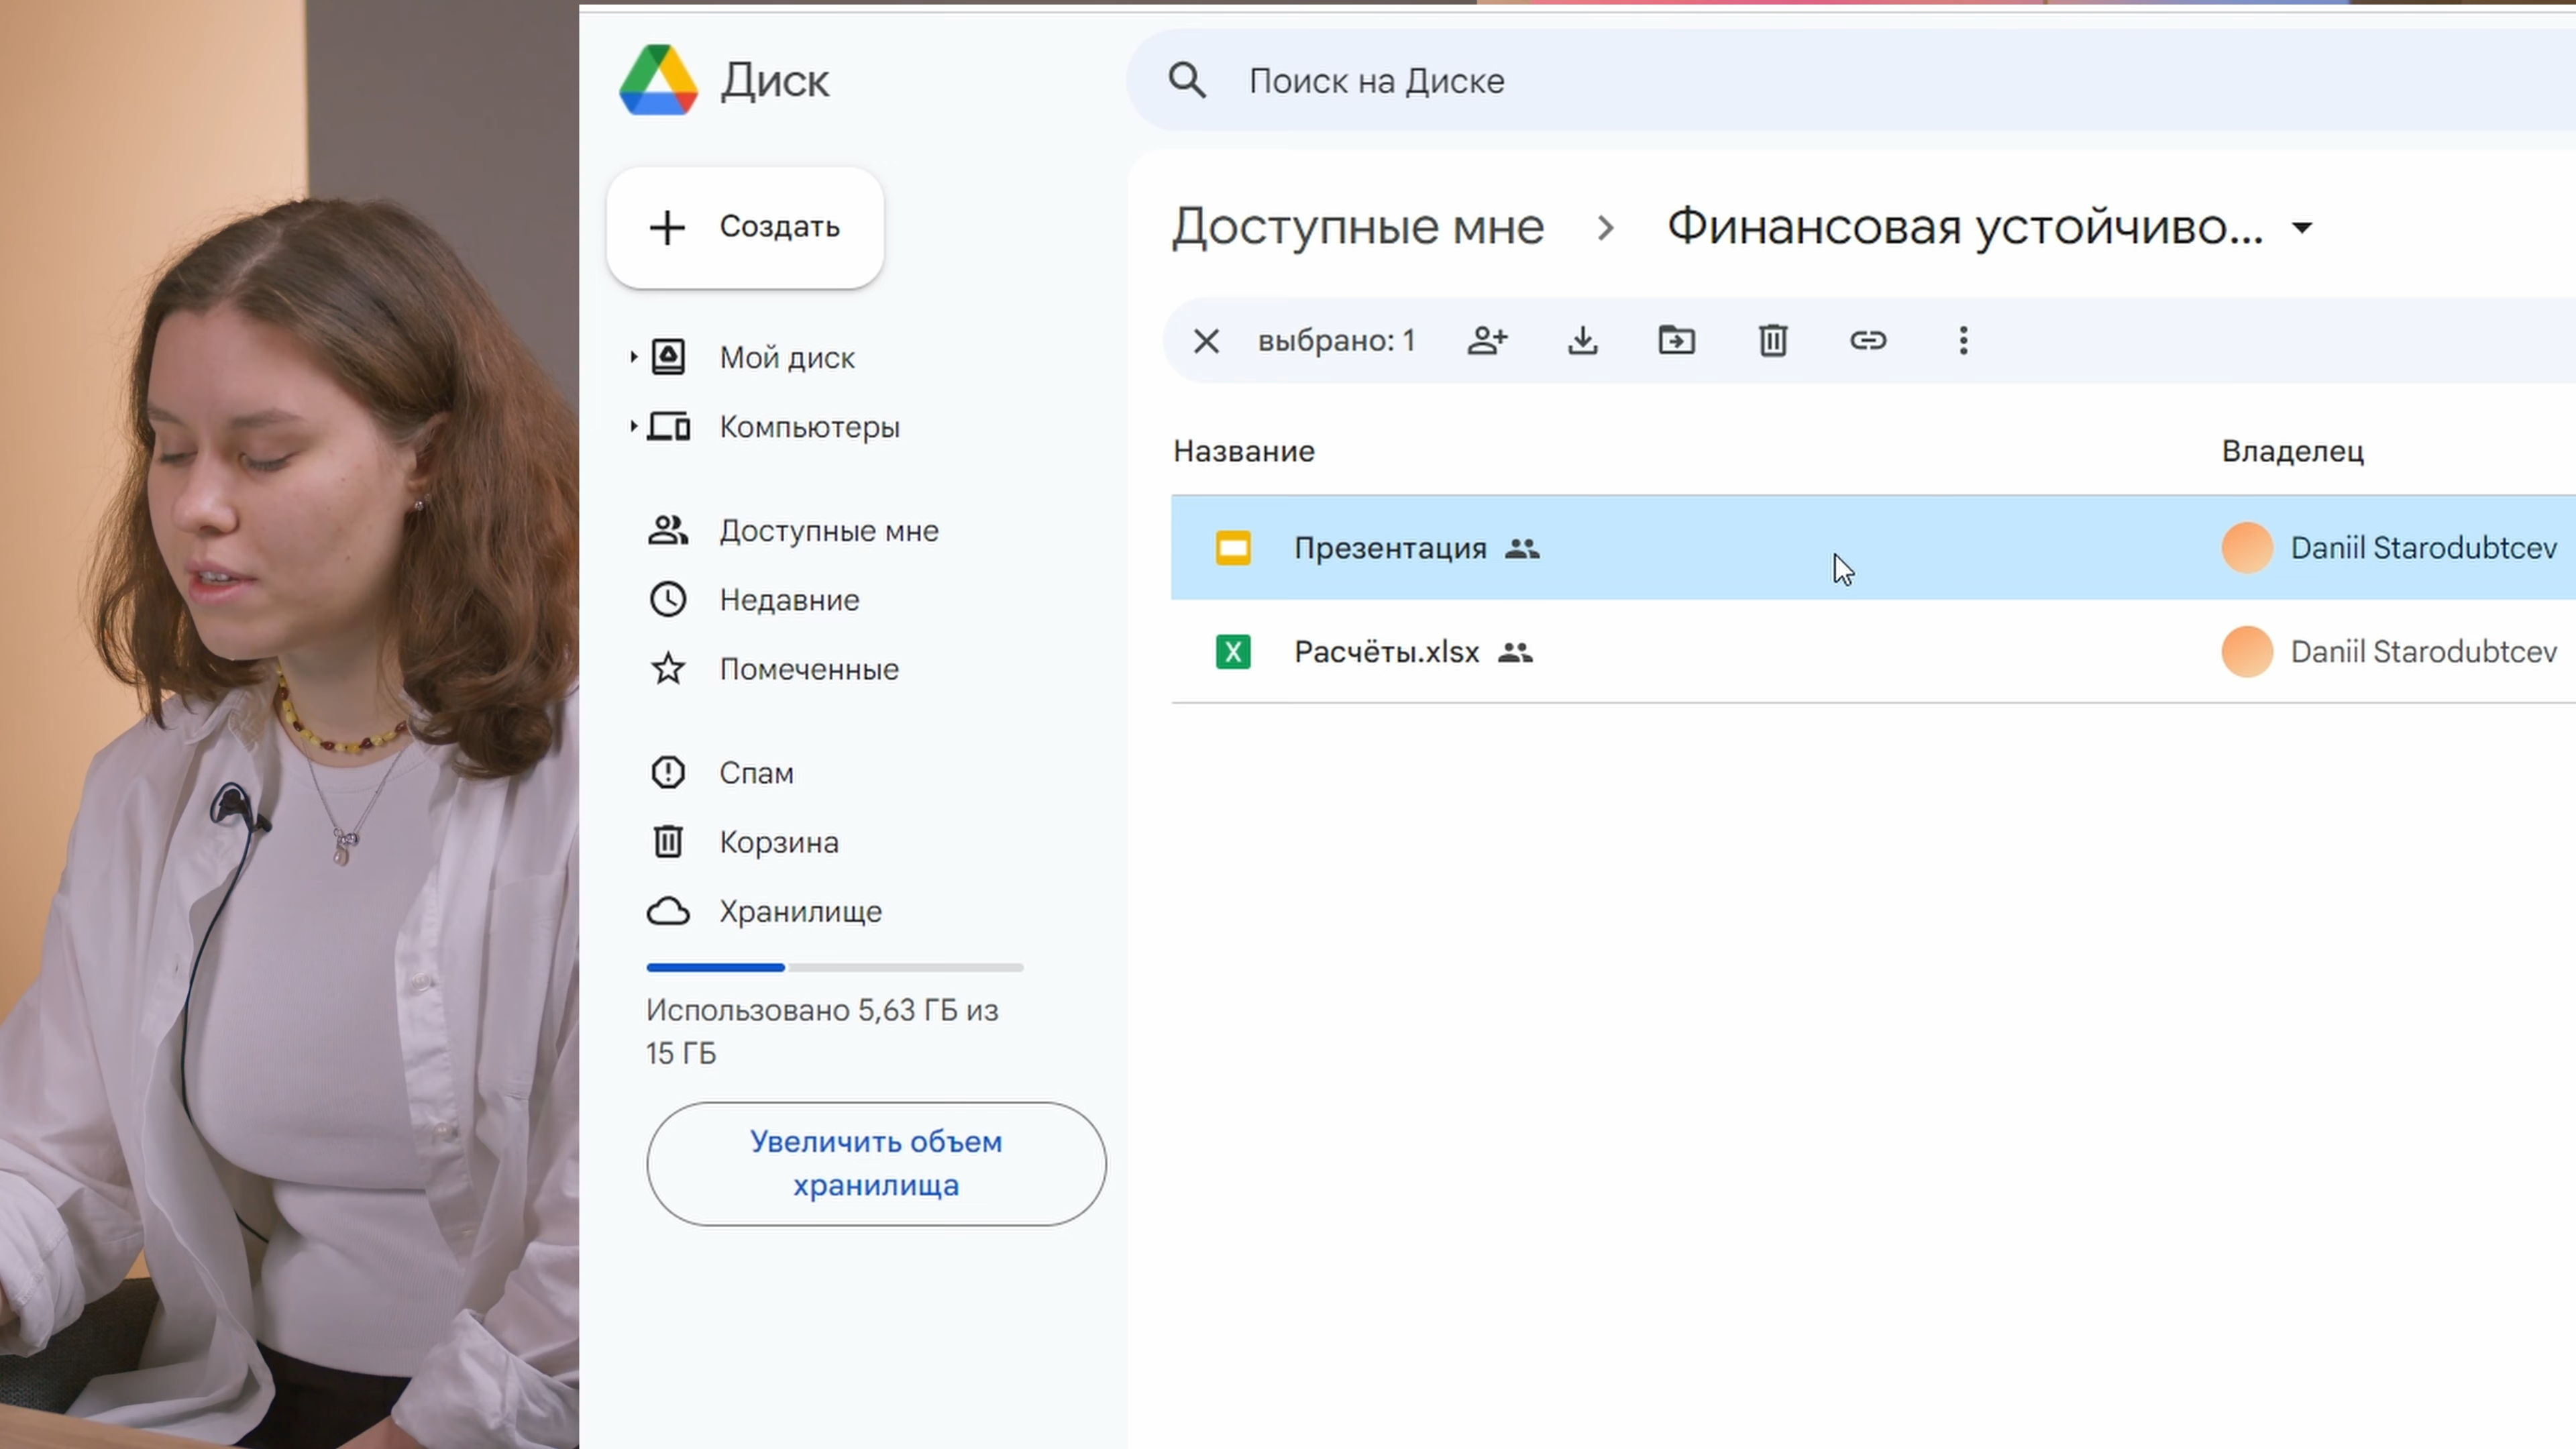 Диск
Поиск на Диске
Создать
Доступные мне
Финансовая устойчиво...
выбрано: 1
Мой диск
Компьютеры
Доступные мне
Недавние
Помеченные
Спам
Корзина
Хранилище
Использовано 5,63 ГБ из
15 ГБ
Увеличить объем
хранилища
Название
Владелец
Презентация
Daniil Starodubtcev
Расчёты.xlsx
Daniil Starodubtcev